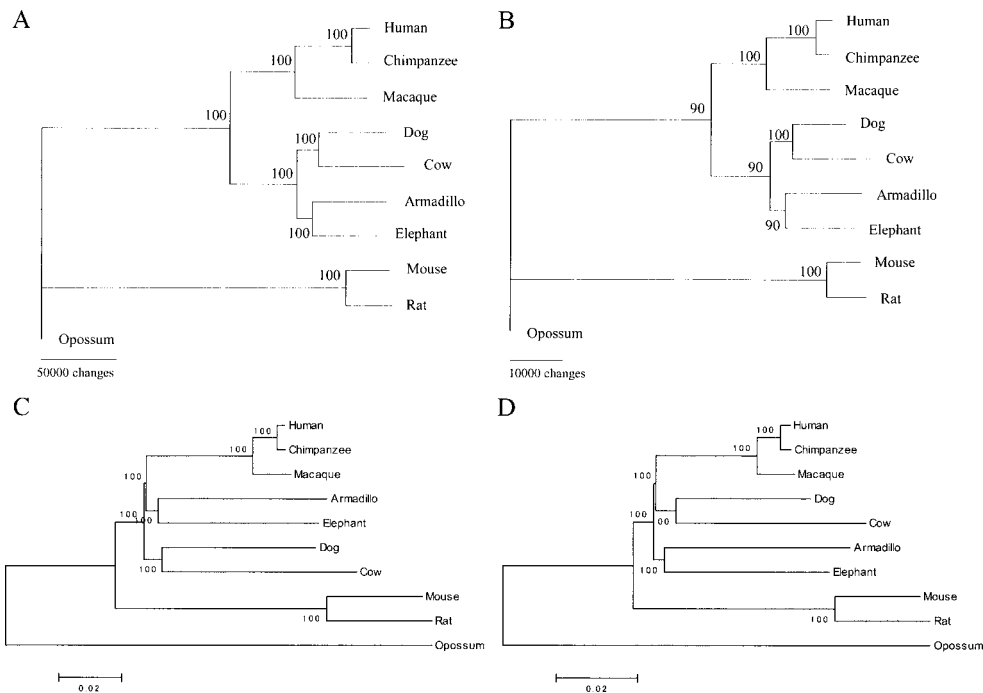 A
Human
100
100
Chimpanzee
Macaque
100
Dog
100
Cow
100
Armadillo
100
Elephant
Mouse
100
Rat
Opossum
50000 changes
B
Human
100
100
Chimpanzee
Macaque
90
Dog
100
Cow
90
Armadillo
90
Elephant
Mouse
100
Rat
Opossum
10000 changes
C
Human
100
100
Chimpanzee
Macaque
100
Armadillo
100
Elephant
Dog
100
Cow
Mouse
100
Rat
Opossum
0.02
D
Human
100
100
Chimpanzee
Macaque
100
Dog
100
00
Cow
Armadillo
100
Elephant
Mouse
100
Rat
Opossum
0.02